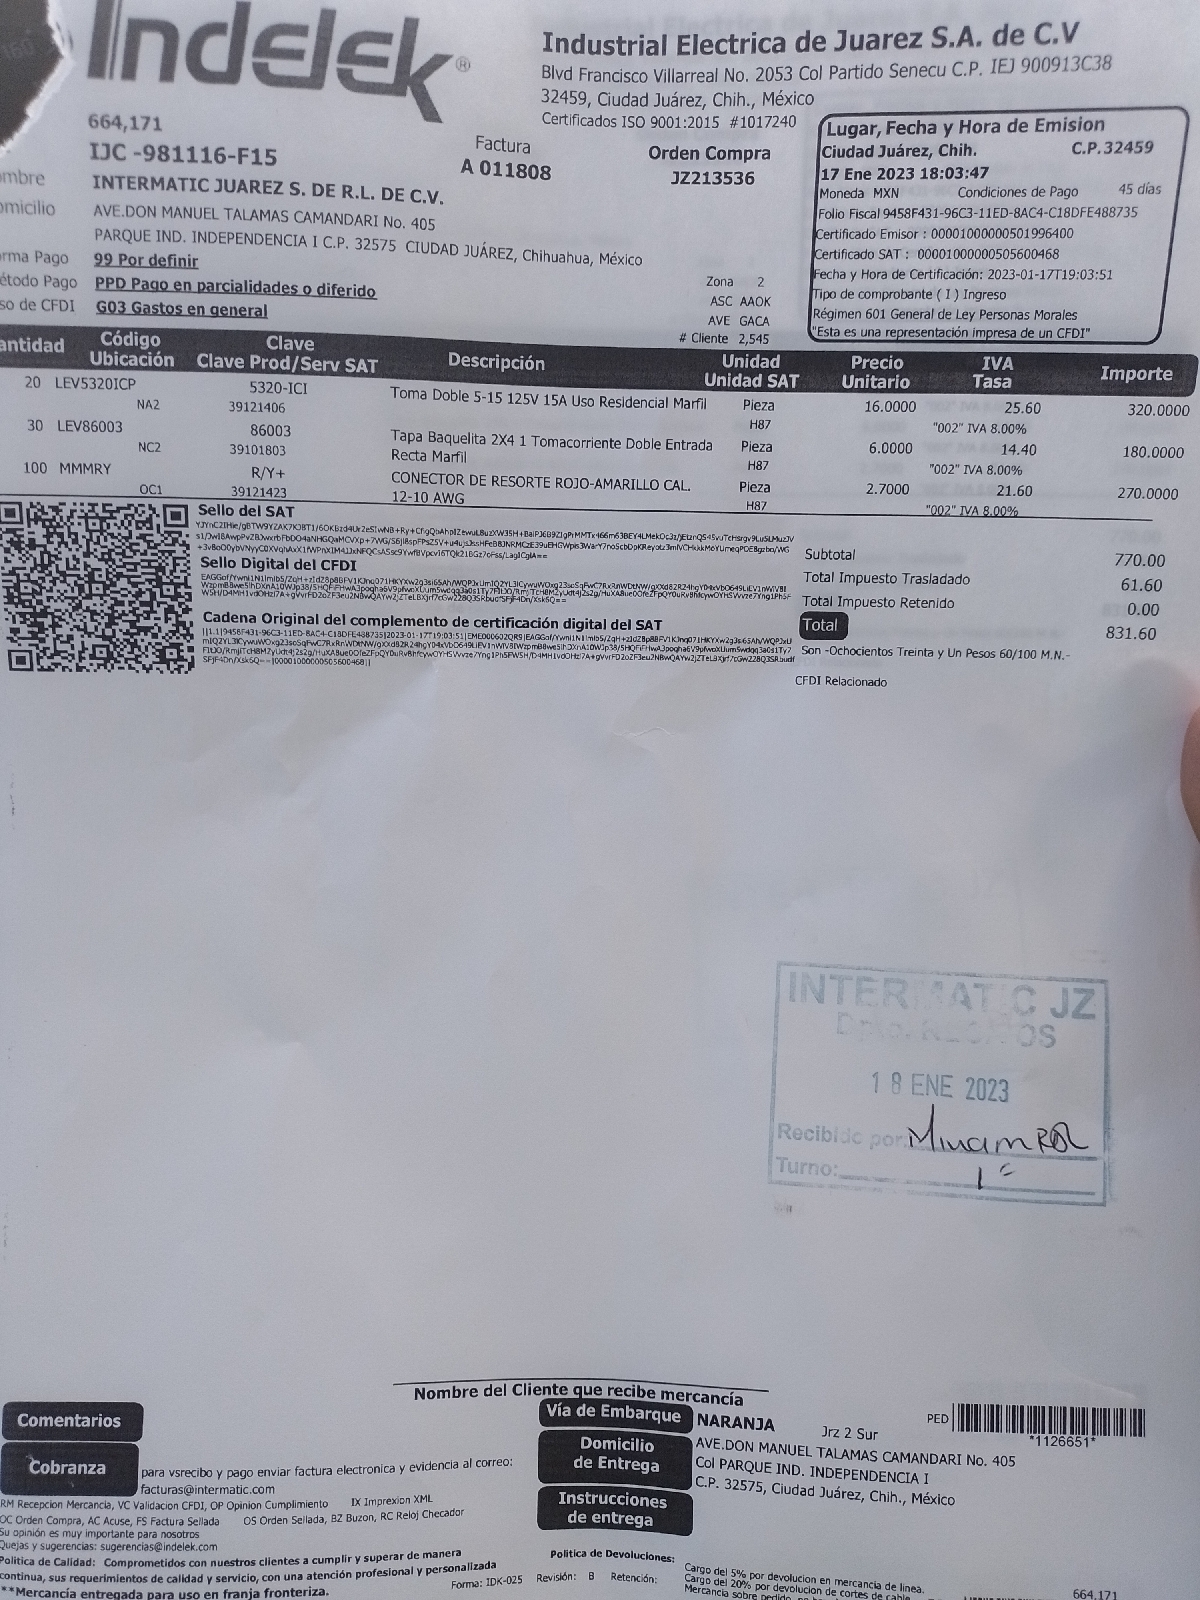 Indelek®
Industrial Electrica de Juarez S.A. de C.V
Blvd Francisco Villarreal No. 2053 Col Partido Senecu C.P. IEJ 900913C38
32459, Ciudad Juárez, Chih., México
Certificados ISO 9001:2015 #1017240
664,171
IJC -981116-F15
Factura
A 011808
Orden Compra
JZ213536
mbre INTERMATIC JUAREZ S. DE R.L. DE C.V.
omicilio AVE.DON MANUEL TALAMAS CAMANDARI No. 405
PARQUE IND. INDEPENDENCIA I C.P. 32575 CIUDAD JUÁREZ, Chihuahua, México
rma Pago 99 Por definir
étodo Pago PPD Pago en parcialidades o diferido
so de CFDI G03 Gastos en general
Zona 2
ASC AAOK
AVE GACA
# Cliente 2,545
Lugar, Fecha y Hora de Emision
Ciudad Juárez, Chih. C.P.32459
17 Ene 2023 18:03:47
Moneda MXN Condiciones de Pago 45 días
Folio Fiscal 9458F431-96C3-11ED-8AC4-C18DFE488735
Certificado Emisor : 00001000000501996400
Certificado SAT : 00001000000505600468
Fecha y Hora de Certificación: 2023-01-17T19:03:51
Tipo de comprobante ( I ) Ingreso
Régimen 601 General de Ley Personas Morales
"Esta es una representación impresa de un CFDI"
antidad Código Ubicación Clave Clave Prod/Serv SAT Descripción Unidad Unidad SAT Precio Unitario IVA Tasa Importe
20 LEV5320ICP 5320-ICI Toma Doble 5-15 125V 15A Uso Residencial Marfil Pieza 16.0000 25.60 320.0000
NA2 39121406 H87 "002" IVA 8.00%
30 LEV86003 86003 Tapa Baquelita 2X4 1 Tomacorriente Doble Entrada Pieza 6.0000 14.40 180.0000
NC2 39101803 Recta Marfil H87 "002" IVA 8.00%
100 MMMRY R/Y+ CONECTOR DE RESORTE ROJO-AMARILLO CAL. Pieza 2.7000 21.60 270.0000
OC1 39121423 12-10 AWG H87 "002" IVA 8.00%
Sello del SAT
Sello Digital del CFDI
Cadena Original del complemento de certificación digital del SAT
Subtotal 770.00
Total Impuesto Trasladado 61.60
Total Impuesto Retenido 0.00
Total 831.60
Son -Ochocientos Treinta y Un Pesos 60/100 M.N.-
CFDI Relacionado
INTERMATIC JZ
18 ENE 2023
Recibido por:
Turno: 1
Nombre del Cliente que recibe mercancía
Comentarios
Cobranza
para vsrecibo y pago enviar factura electronica y evidencia al correo:
facturas@intermatic.com
RM Recepcion Mercancia, VC Validacion CFDI, OP Opinion Cumplimiento IX Imprexion XML
OC Orden Compra, AC Acuse, FS Factura Sellada OS Orden Sellada, BZ Buzon, RC Reloj Checador
Su opinión es muy importante para nosotros
Quejas y sugerencias: sugerencias@indelek.com
Politica de Calidad: Comprometidos con nuestros clientes a cumplir y superar de manera
continua, sus requerimientos de calidad y servicio, con una atención profesional y personalizada
**Mercancía entregada para uso en franja fronteriza.
Forma: IDK-025 Revisión: B Retención:
Vía de Embarque NARANJA Jrz 2 Sur
PED *1126651*
Domicilio de Entrega
AVE.DON MANUEL TALAMAS CAMANDARI No. 405
Col PARQUE IND. INDEPENDENCIA I
C.P. 32575, Ciudad Juárez, Chih., México
Instrucciones de entrega
Politica de Devoluciones:
Cargo del 5% por devolucion en mercancia de linea.
Cargo del 20% por devolucion de cortes de cable
664,171